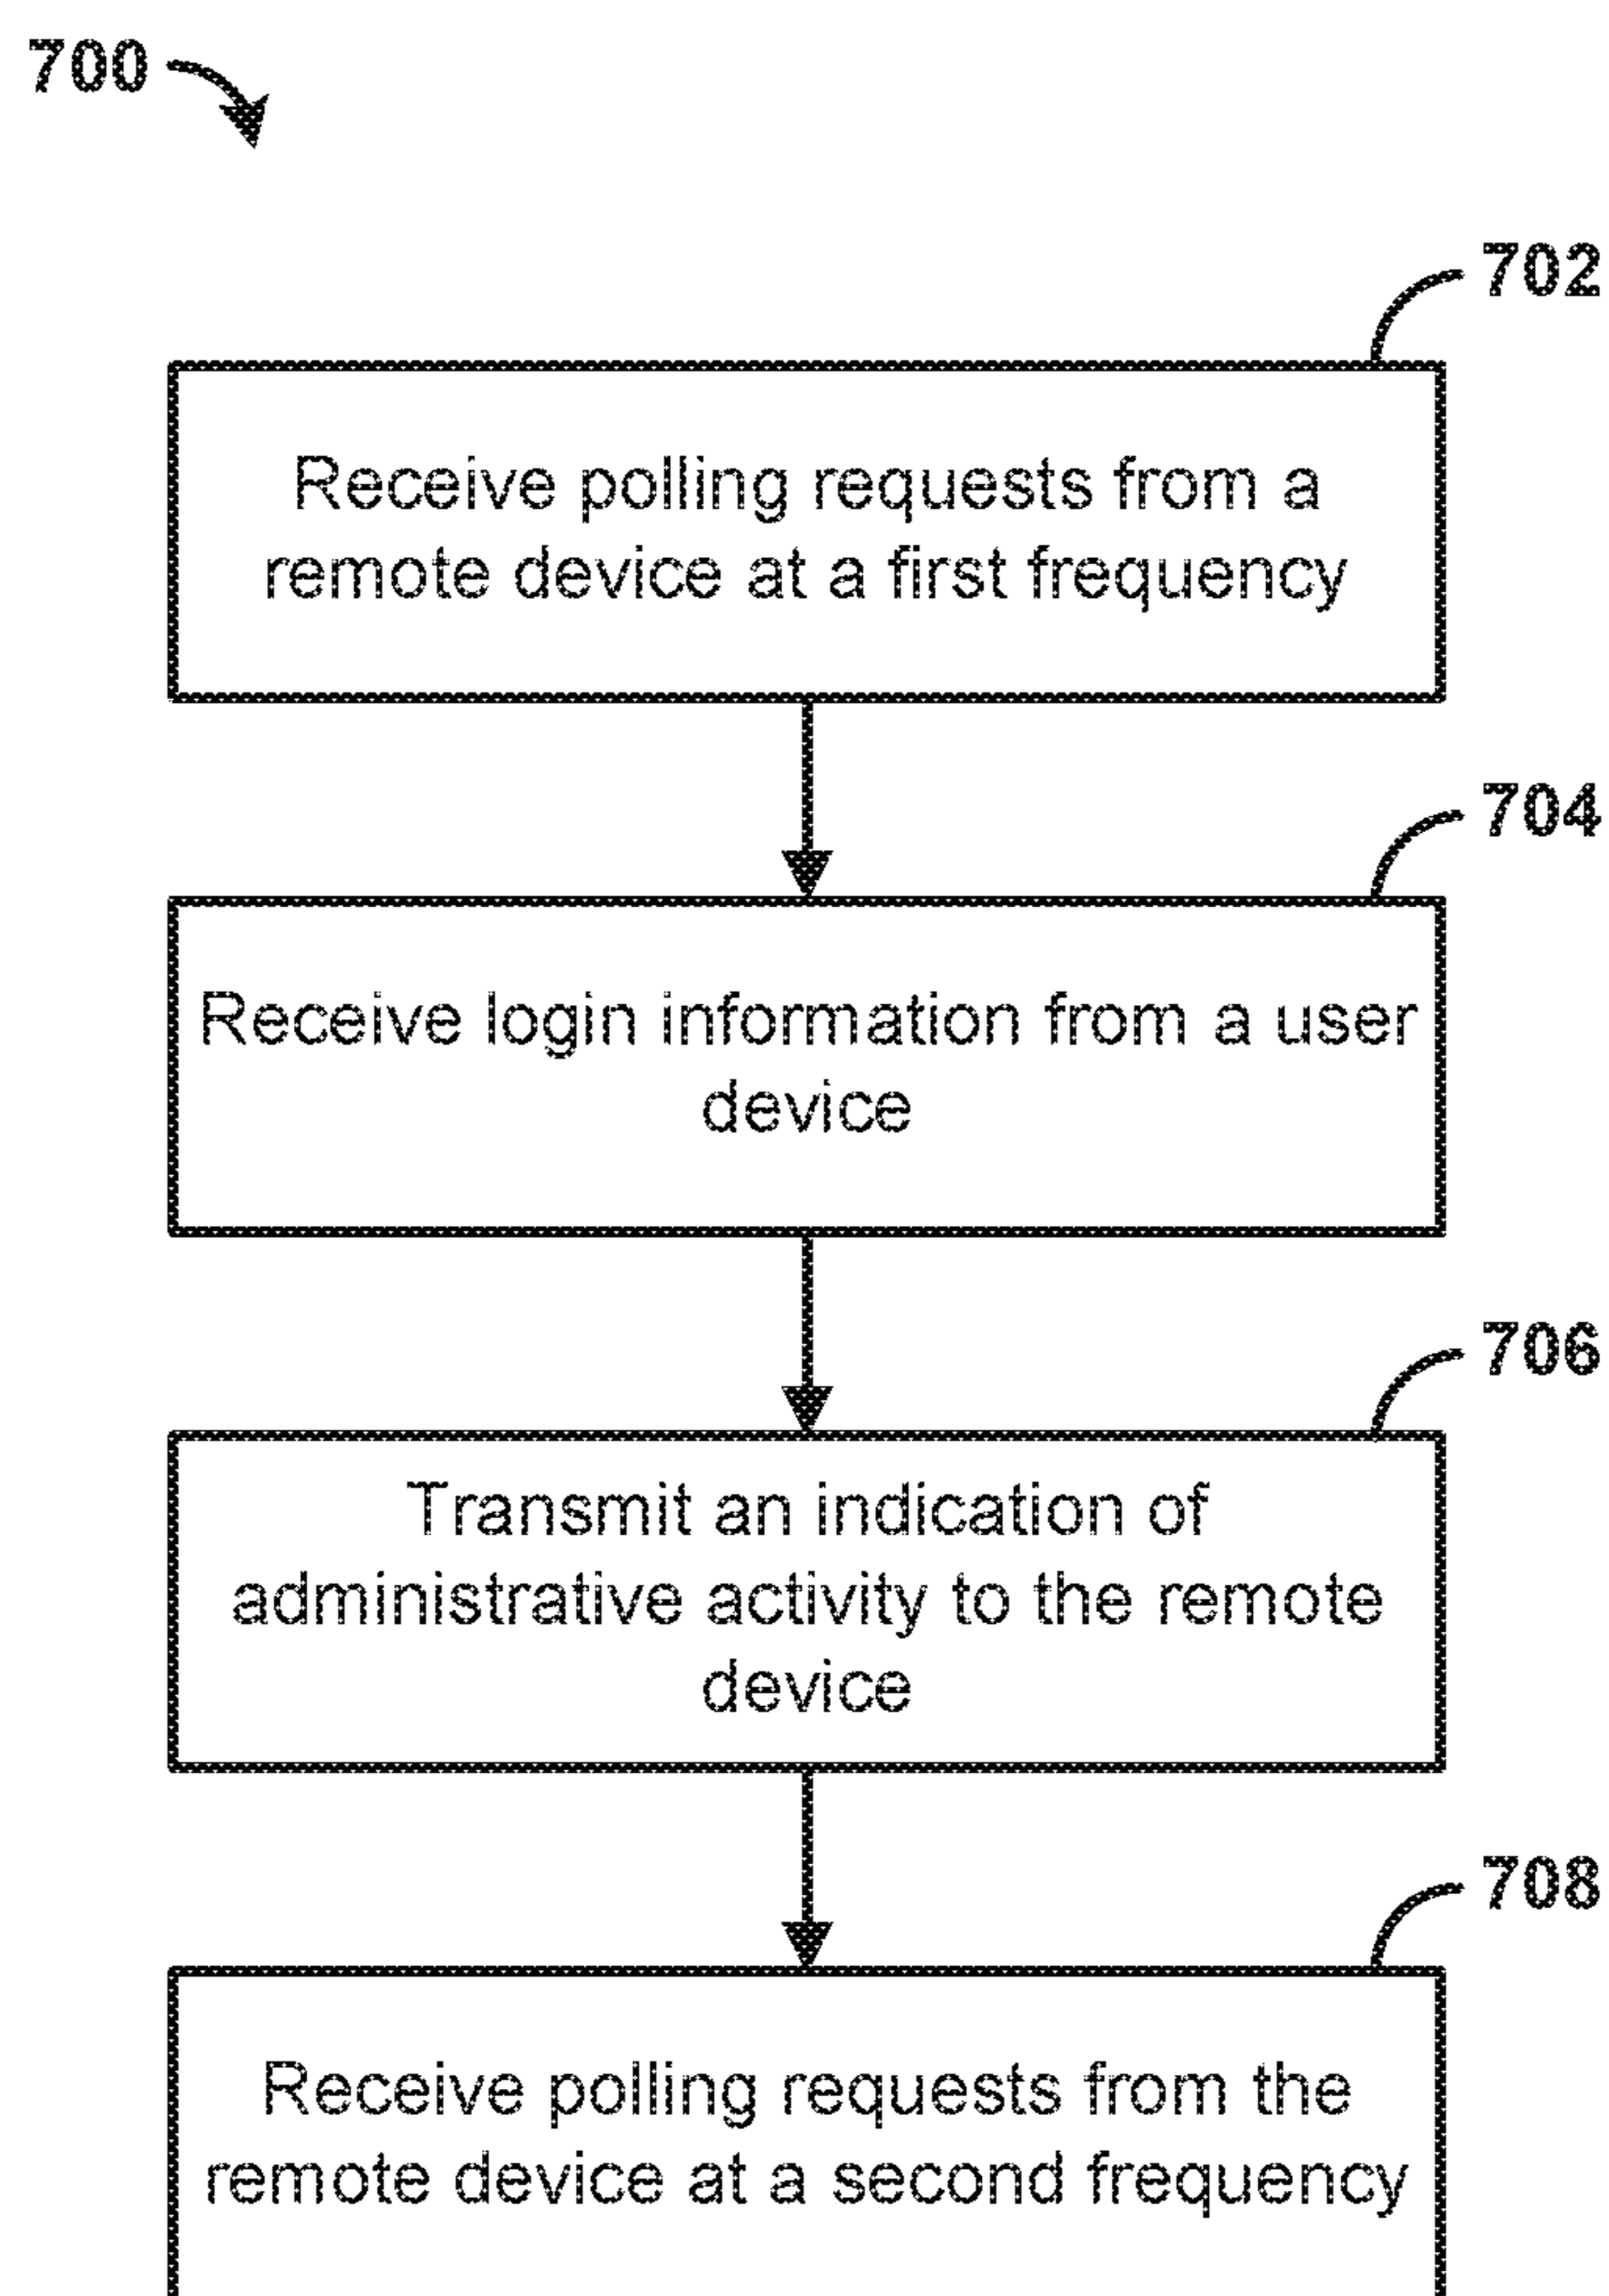 700
702
Receive polling requests from a
remote device at a first frequency
704
Receive login information from a user
device
706
Transmit an indication of
administrative activity to the remote
device
708
Receive polling requests from the
remote device at a second frequency